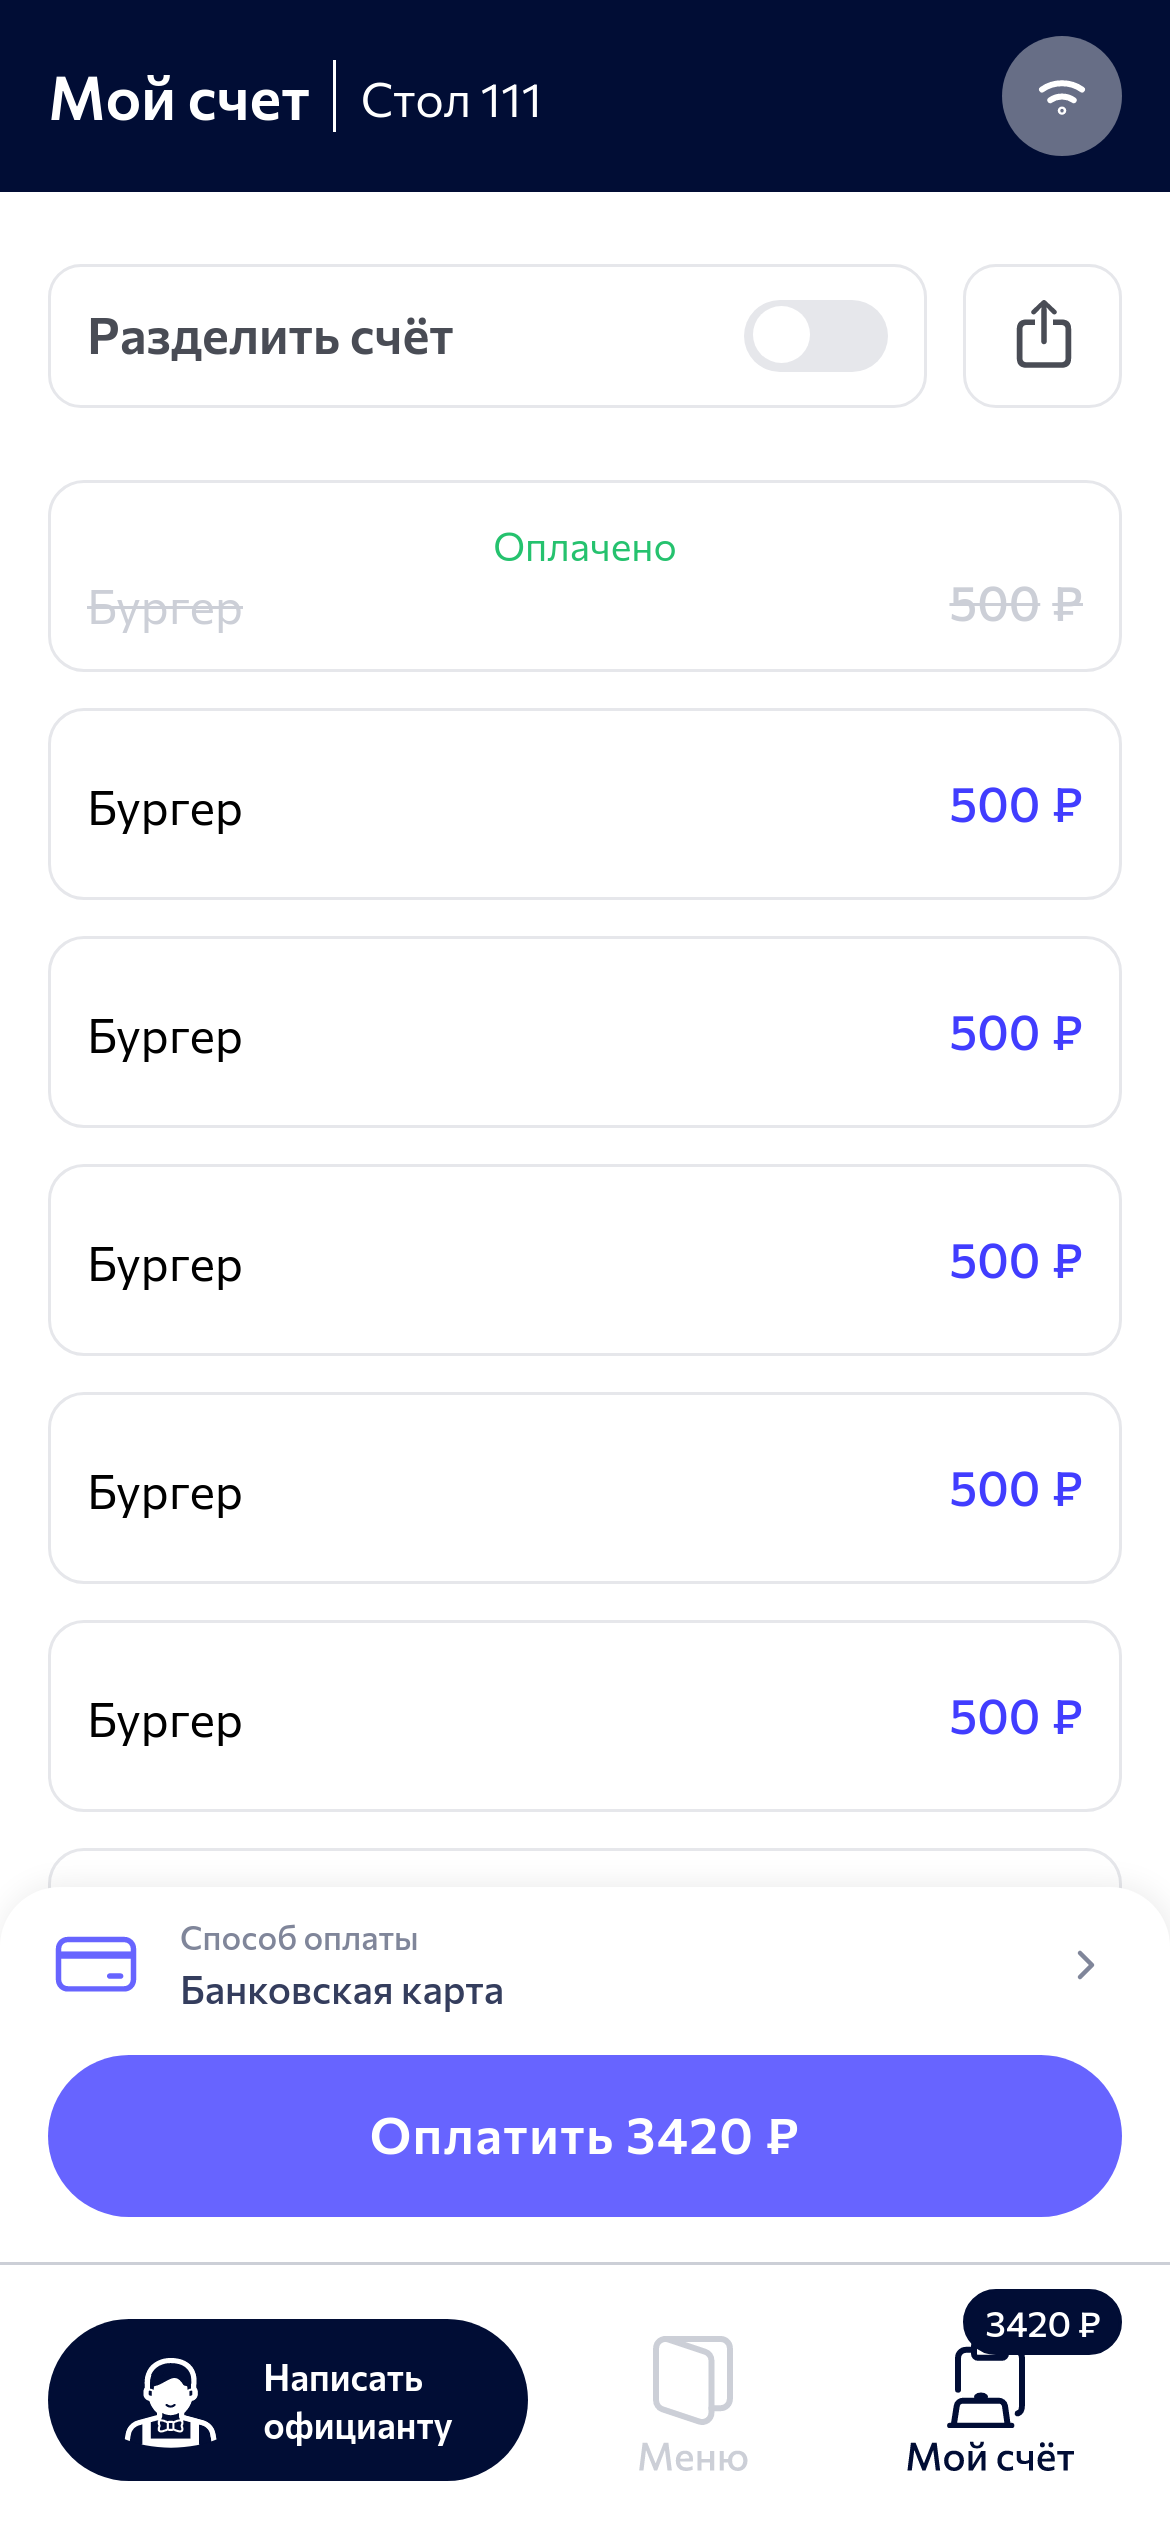 Мой счет | Стол 111
Разделить счёт
Оплачено
Бургер 500 ₽
Бургер 500 ₽
Бургер 500 ₽
Бургер 500 ₽
Бургер 500 ₽
Бургер 500 ₽
Способ оплаты
Банковская карта
Оплатить 3420 ₽
Написать
официанту
Меню
3420 ₽
Мой счёт